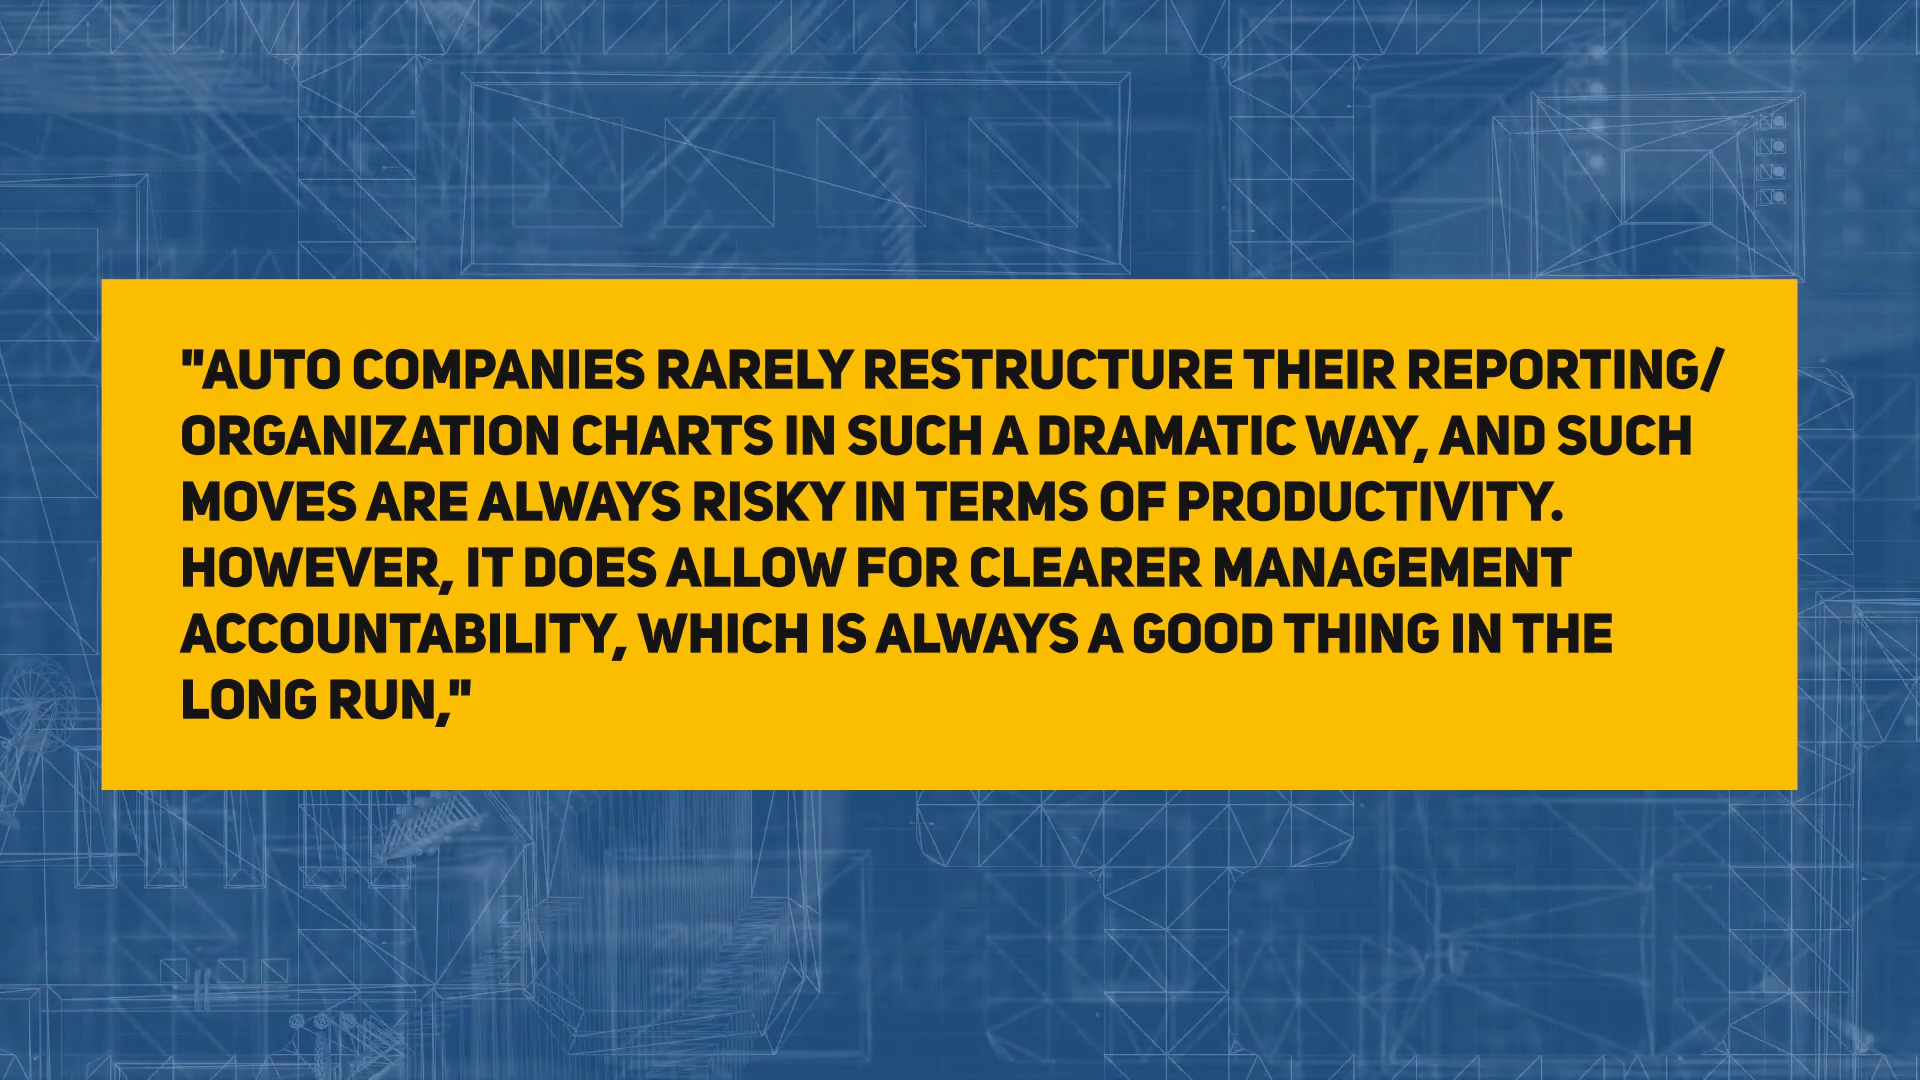 "AUTO COMPANIES RARELY RESTRUCTURE THEIR REPORTING/
ORGANIZATION CHARTS IN SUCH A DRAMATIC WAY, AND SUCH
MOVES ARE ALWAYS RISKY IN TERMS OF PRODUCTIVITY.
HOWEVER, IT DOES ALLOW FOR CLEARER MANAGEMENT
ACCOUNTABILITY, WHICH IS ALWAYS A GOOD THING IN THE
LONG RUN,"